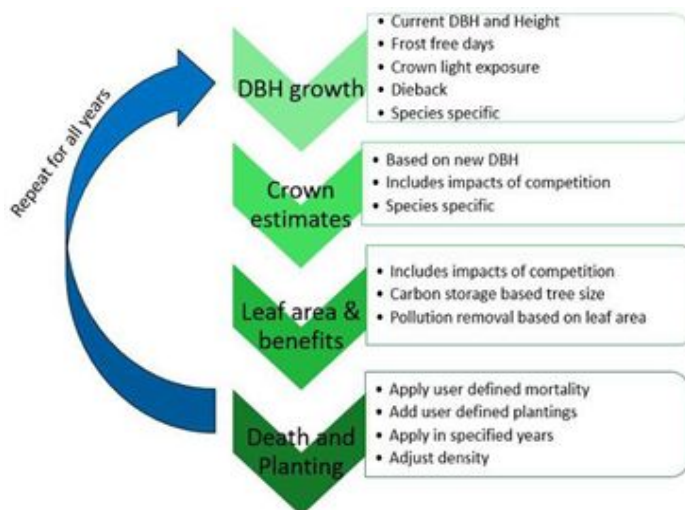 Repeat for all years
DBH growth
• Current DBH and Height
• Frost free days
• Crown light exposure
• Dieback
• Species specific
Crown
estimates
• Based on new DBH
• Includes impacts of competition
• Species specific
Leaf area &
benefits
• Includes impacts of competition
• Carbon storage based tree size
• Pollution removal based on leaf area
Death and
Planting
• Apply user defined mortality
• Add user defined plantings
• Apply in specified years
• Adjust density